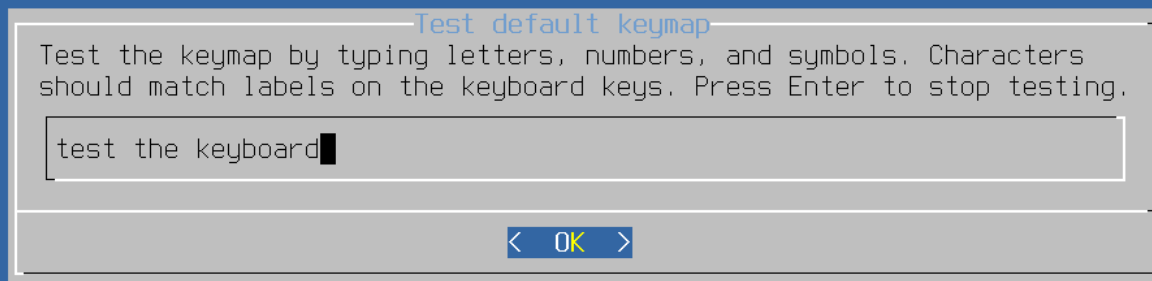 Test default keymap
Test the keymap by typing letters, numbers, and symbols. Characters
should match labels on the keyboard keys. Press Enter to stop testing.
test the keyboard
< OK >